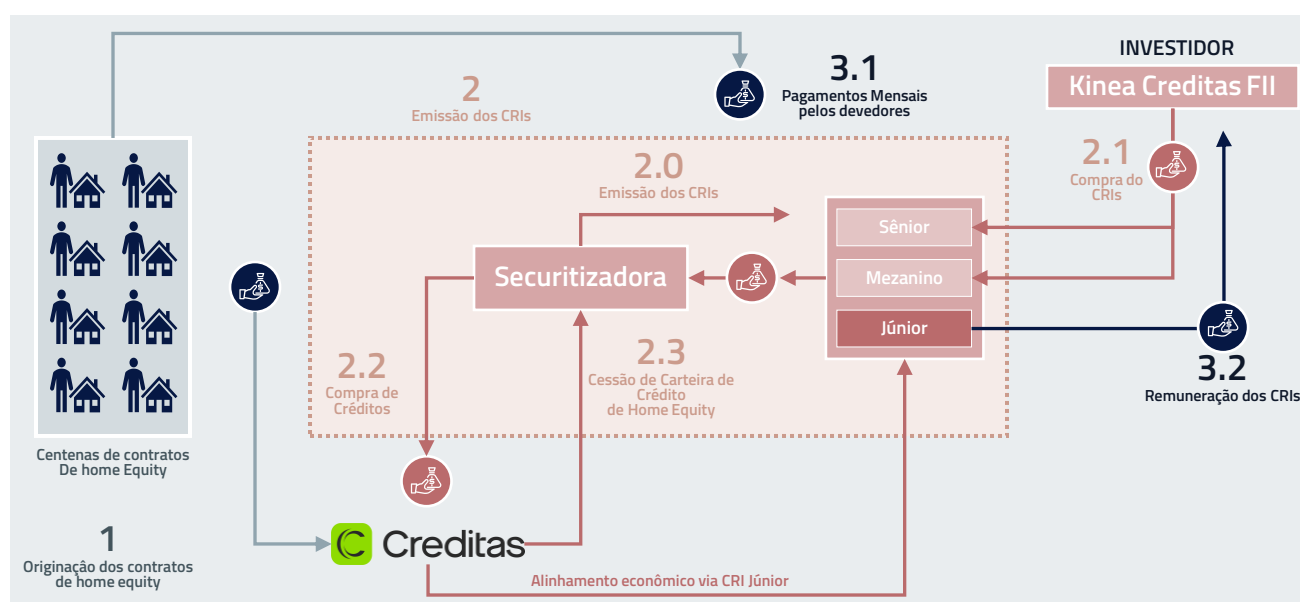 INVESTIDOR
Kinea Creditas FII
3.1
Pagamentos Mensais
pelos devedores
2
Emissão dos CRIs
2.1
Compra do
CRIs
2.0
Emissão dos CRIs
Sênior
Mezanino
Júnior
Securitizadora
2.2
Compra de
Créditos
2.3
Cessão de Carteira de
Crédito
de Home Equity
3.2
Remuneração dos CRIs
Centenas de contratos
De home Equity
1
Originação dos contratos
de home equity
Creditas
Alinhamento econômico via CRI Júnior